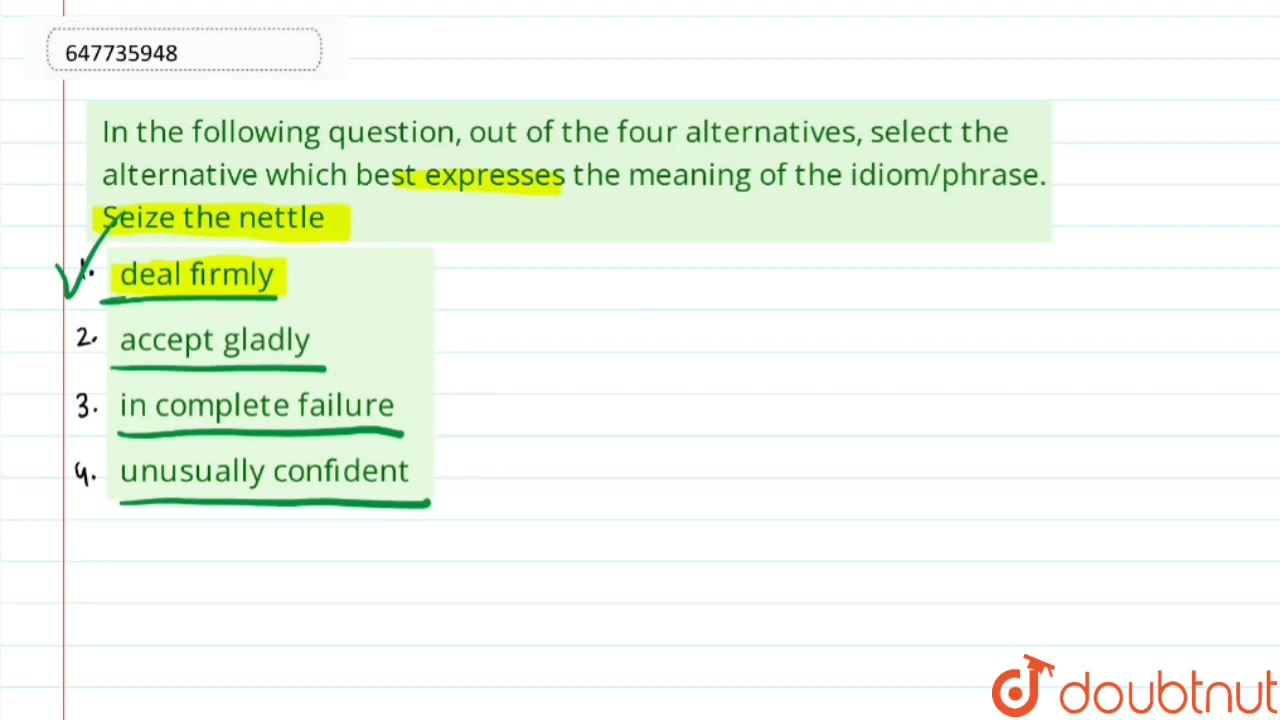 647735948
In the following question, out of the four alternatives, select the
alternative which best expresses the meaning of the idiom/phrase.
Seize the nettle
1. deal firmly
2. accept gladly
3. in complete failure
4. unusually confident
doubtnut